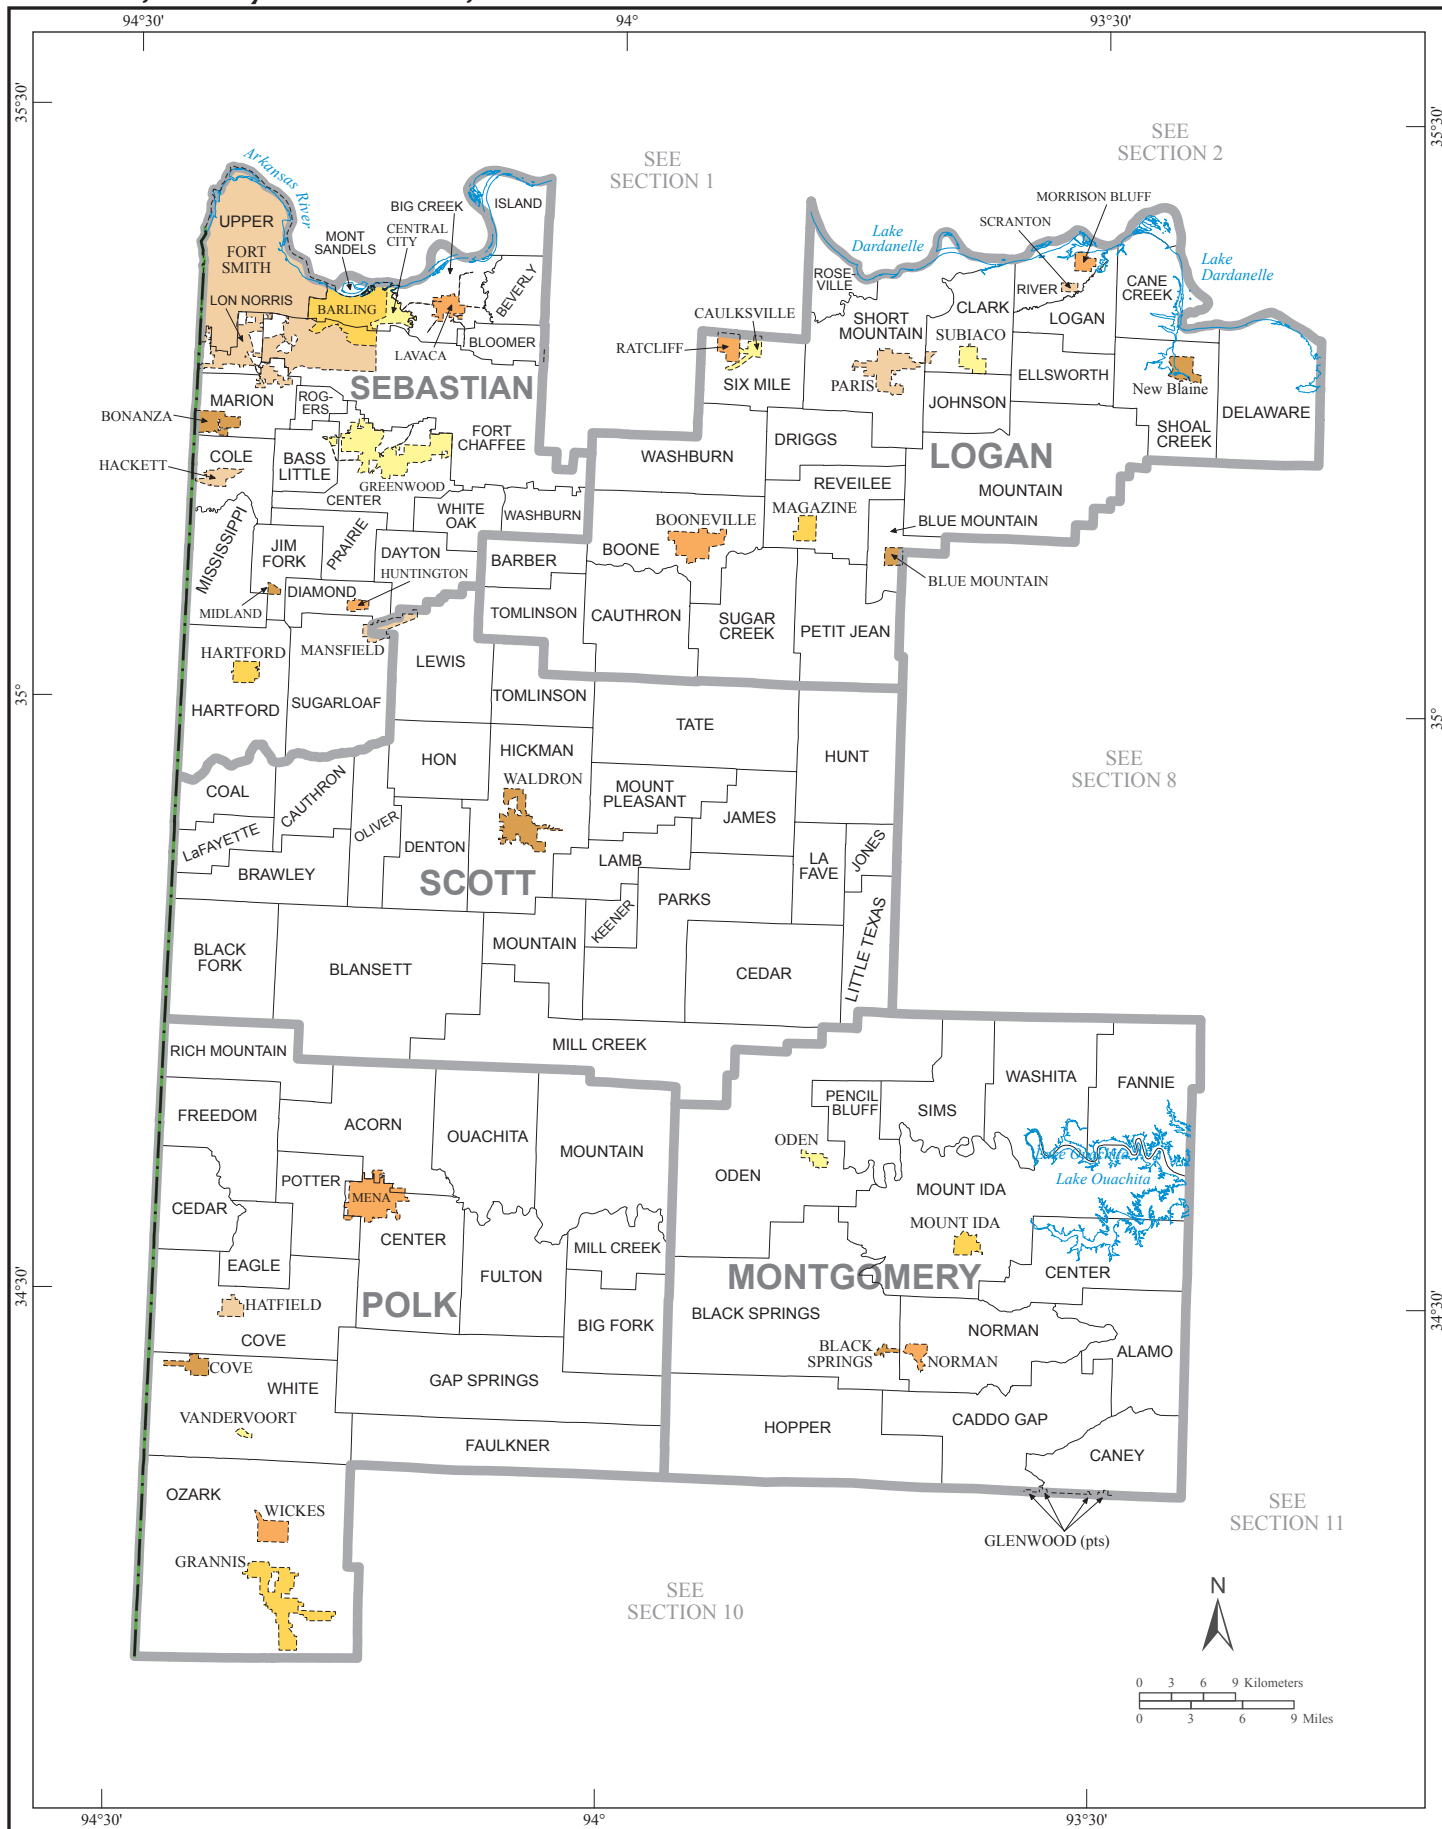 94°30'
94°
93°30'
35°30'
35°30'
SEE
SECTION 1
SEE
SECTION 2
Arkansas River
UPPER
FORT
SMITH
MONT
SANDELS
BIG CREEK
CENTRAL
CITY
ISLAND
LON NORRIS
BARLING
BEVERLY
LAVACA
BLOOMER
SEBASTIAN
MARION
ROG-
ERS
BONANZA
FORT
CHAFFEE
COLE
HACKETT
BASS
LITTLE
GREENWOOD
CENTER
WHITE
OAK
WASHBURN
MISSISSIPPI
JIM
FORK
PRAIRIE
DAYTON
HUNTINGTON
DIAMOND
MIDLAND
MANSFIELD
HARTFORD
HARTFORD
SUGARLOAF
Lake
Dardanelle
MORRISON BLUFF
SCRANTON
Lake
Dardanelle
ROSE-
VILLE
CLARK
RIVER
CANE
CREEK
CAULKSVILLE
SHORT
MOUNTAIN
LOGAN
SUBIACO
RATCLIFF
SIX MILE
PARIS
ELLSWORTH
New Blaine
JOHNSON
DELAWARE
DRIGGS
SHOAL
CREEK
WASHBURN
LOGAN
REVEILEE
MOUNTAIN
BOONEVILLE
MAGAZINE
BLUE MOUNTAIN
BOONE
BLUE MOUNTAIN
BARBER
TOMLINSON
CAUTHRON
SUGAR
CREEK
PETIT JEAN
LEWIS
TOMLINSON
35°
35°
TATE
HON
HICKMAN
HUNT
SEE
SECTION 8
WALDRON
COAL
CAUTHRON
MOUNT
PLEASANT
LaFAYETTE
OLIVER
JAMES
DENTON
JONES
BRAWLEY
LAMB
LA
FAVE
SCOTT
PARKS
KEENER
LITTLE TEXAS
BLACK
FORK
BLANSETT
MOUNTAIN
CEDAR
MILL CREEK
RICH MOUNTAIN
FREEDOM
ACORN
OUACHITA
MOUNTAIN
POTTER
MENA
CEDAR
CENTER
MILL CREEK
EAGLE
FULTON
POLK
HATFIELD
BIG FORK
COVE
COVE
GAP SPRINGS
WHITE
VANDERVOORT
FAULKNER
OZARK
WICKES
GRANNIS
WASHITA
FANNIE
PENCIL
BLUFF
SIMS
ODEN
ODEN
Lake Ouachita
MOUNT IDA
MOUNT IDA
MONTGOMERY
CENTER
BLACK SPRINGS
NORMAN
BLACK
SPRINGS
NORMAN
ALAMO
HOPPER
CADDO GAP
CANEY
GLENWOOD (pts)
34°30'
34°30'
SEE
SECTION 11
SEE
SECTION 10
N
0 3 6 9 Kilometers
0 3 6 9 Miles
94°30'
94°
93°30'